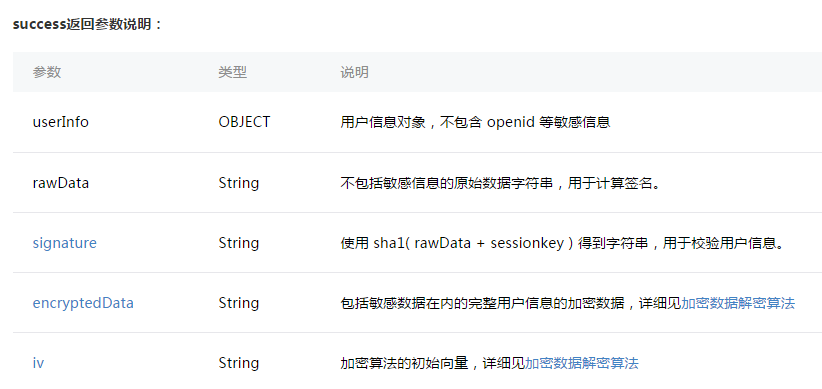 success返回参数说明：
参数 类型 说明
userInfo OBJECT 用户信息对象，不包含 openid 等敏感信息
rawData String 不包括敏感信息的原始数据字符串，用于计算签名。
signature String 使用 sha1( rawData + sessionkey ) 得到字符串，用于校验用户信息。
encryptedData String 包括敏感数据在内的完整用户信息的加密数据，详细见加密数据解密算法
iv String 加密算法的初始向量，详细见加密数据解密算法